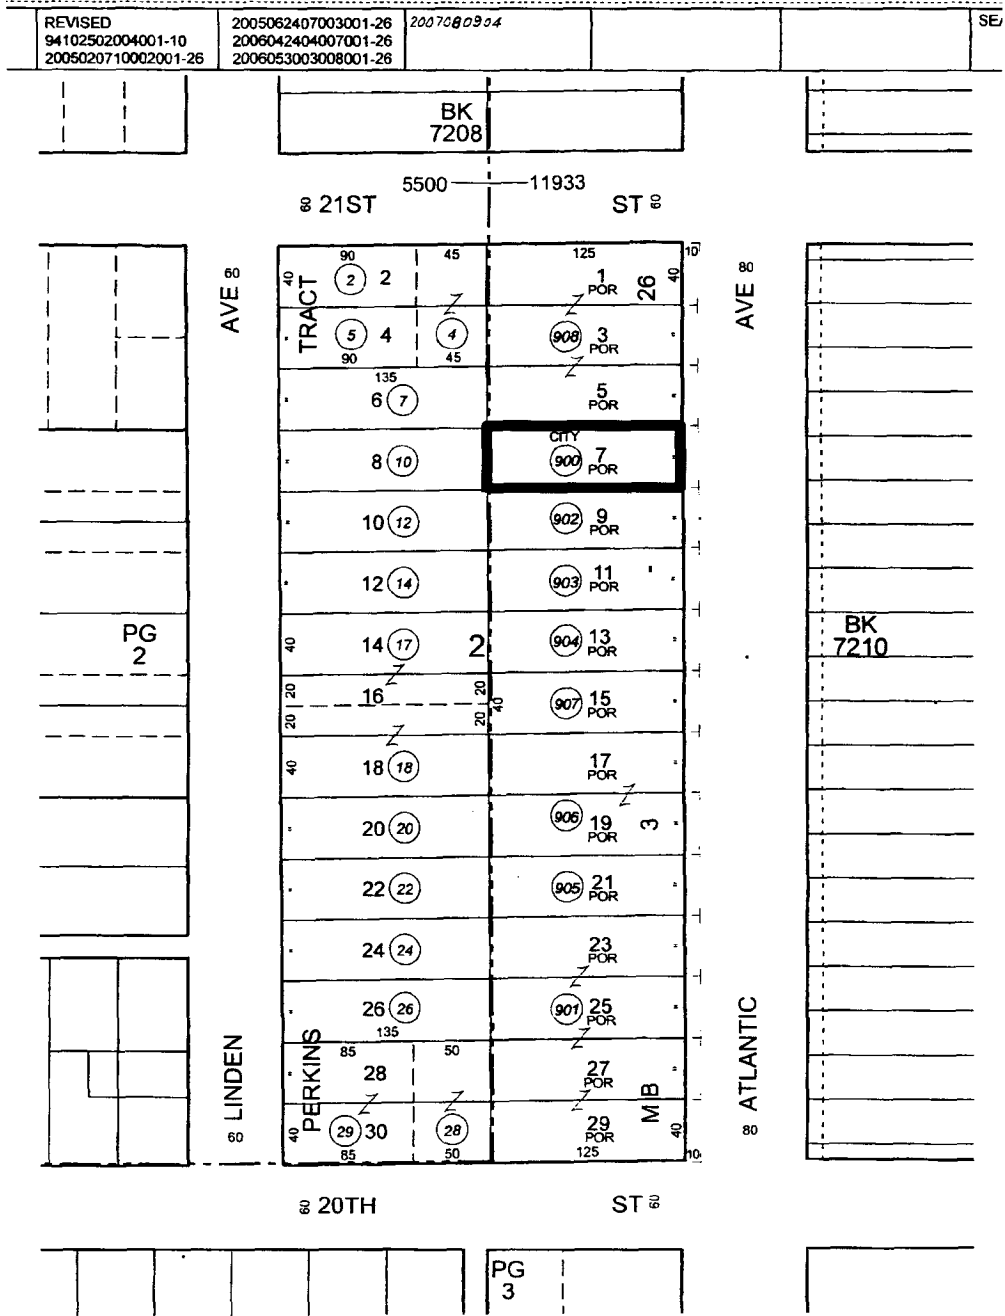 REVISED 2005062407003001-26 2007080904 SEA
94102502004001-10 2006042404007001-26
2005020710002001-26 2006053003008001-26
BK
7208
5500 11933
60 21ST ST 60
90 45 125 10
AVE 60 40 TRACT 2 2 1 POR 26 40 AVE 80
5 4 4 908 3 POR
90 45
135
6 7 5 POR
CITY
8 10 900 7 POR
10 12 902 9 POR
12 14 903 11 POR
PG
2
40 14 17 2 904 13 POR
BK
7210
20 16 20 40
20 20 907 15 POR
40 18 18 17 POR
20 20 906 19 POR 3
22 22 905 21 POR
24 24 23 POR
26 26 901 25 POR
135
85 50
LINDEN PERKINS 28 27 POR M B ATLANTIC
60 40 29 30 28 29 POR 40 80
85 50 125 10
60 20TH ST 60
PG
3